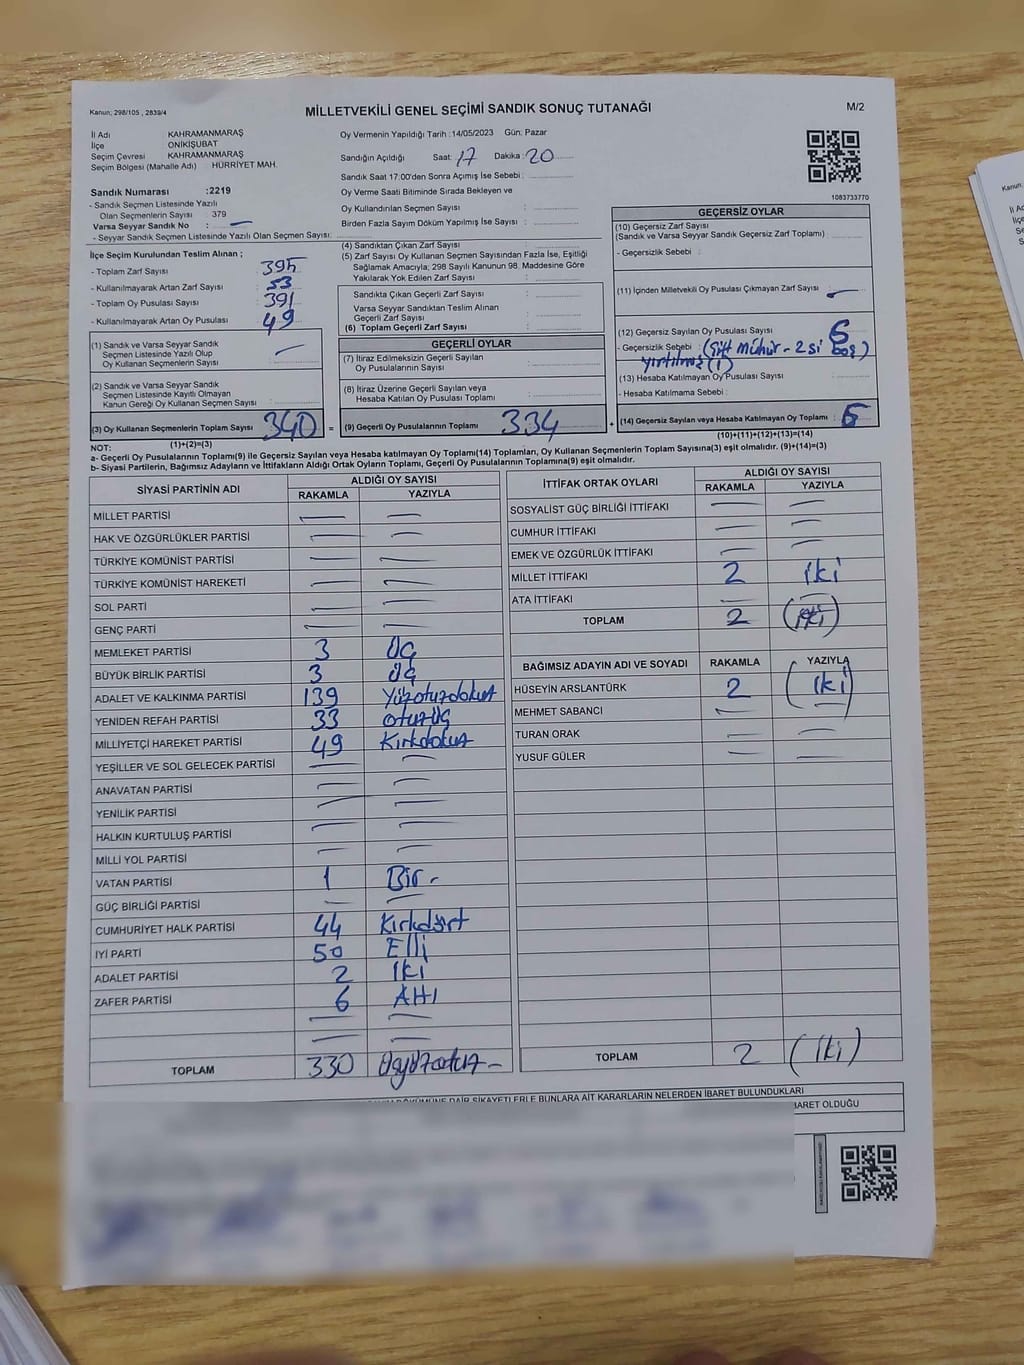 Kanun; 298/105 , 2839/4
MİLLETVEKİLİ GENEL SEÇİMİ SANDIK SONUÇ TUTANAĞI
M/2
İl Adı KAHRAMANMARAŞ
İlçe ONİKİŞUBAT
Seçim Çevresi KAHRAMANMARAŞ
Seçim Bölgesi (Mahalle Adı) : HÜRRİYET MAH.
Sandık Numarası :2219
- Sandık Seçmen Listesinde Yazılı
Olan Seçmenlerin Sayısı : 379
Varsa Seyyar Sandık No : —
- Seyyar Sandık Seçmen Listesinde Yazılı Olan Seçmen Sayısı:
Oy Vermenin Yapıldığı Tarih :14/05/2023 Gün: Pazar
Sandığın Açıldığı Saat: 17 Dakika: 20
Sandık Saat 17:00'den Sonra Açımış İse Sebebi :
Oy Verme Saati Bitiminde Sırada Bekleyen ve
Oy Kullandırılan Seçmen Sayısı :
Birden Fazla Sayım Döküm Yapılmış İse Sayısı :
1083733770
İlçe Seçim Kurulundan Teslim Alınan ;
- Toplam Zarf Sayısı : 395
- Kullanılmayarak Artan Zarf Sayısı : 53
- Toplam Oy Pusulası Sayısı : 391
- Kullanılmayarak Artan Oy Pusulası : 49
(1) Sandık ve Varsa Seyyar Sandık
Seçmen Listesinde Yazılı Olup
Oy Kullanan Seçmenlerin Sayısı : —
(2) Sandık ve Varsa Seyyar Sandık
Seçmen Listesinde Kayıtlı Olmayan
Kanun Gereği Oy Kullanan Seçmen Sayısı :
(3) Oy Kullanan Seçmenlerin Toplam Sayısı : 340 =
(1)+(2)=(3)
(4) Sandıktan Çıkan Zarf Sayısı :
(5) Zarf Sayısı Oy Kullanan Seçmen Sayısından Fazla İse, Eşitliği
Sağlamak Amacıyla; 298 Sayılı Kanunun 98. Maddesine Göre
Yakılarak Yok Edilen Zarf Sayısı :
Sandıkta Çıkan Geçerli Zarf Sayısı :
Varsa Seyyar Sandıktan Teslim Alınan
Geçerli Zarf Sayısı :
(6) Toplam Geçerli Zarf Sayısı :
GEÇERLİ OYLAR
(7) İtiraz Edilmeksizin Geçerli Sayılan
Oy Pusulalarının Sayısı :
(8) İtiraz Üzerine Geçerli Sayılan veya
Hesaba Katılan Oy Pusulası Toplamı :
(9) Geçerli Oy Pusulalarının Toplamı : 334 +
GEÇERSİZ OYLAR
(10) Geçersiz Zarf Sayısı
(Sandık ve Varsa Seyyar Sandık Geçersiz Zarf Toplamı) :
- Geçersizlik Sebebi :
(11) İçinden Milletvekili Oy Pusulası Çıkmayan Zarf Sayısı : —
(12) Geçersiz Sayılan Oy Pusulası Sayısı : 6
- Geçersizlik Sebebi : (Çift mühür - 2si boş)
yırtılmış (1)
(13) Hesaba Katılmayan Oy Pusulası Sayısı :
- Hesaba Katılmama Sebebi :
(14) Geçersiz Sayılan veya Hesaba Katılmayan Oy Toplamı : 6
(10)+(11)+(12)+(13)=(14)
NOT:
a- Geçerli Oy Pusulalarının Toplamı(9) ile Geçersiz Sayılan veya Hesaba katılmayan Oy Toplamı(14) Toplamları, Oy Kullanan Seçmenlerin Toplam Sayısına(3) eşit olmalıdır. (9)+(14)=(3)
b- Siyasi Partilerin, Bağımsız Adayların ve İttifakların Aldığı Ortak Oyların Toplamı, Geçerli Oy Pusulalarının Toplamına(9) eşit olmalıdır.
SİYASİ PARTİNİN ADI ALDIĞI OY SAYISI
RAKAMLA YAZIYLA
MİLLET PARTİSİ — —
HAK VE ÖZGÜRLÜKLER PARTİSİ — —
TÜRKİYE KOMÜNİST PARTİSİ — —
TÜRKİYE KOMÜNİST HAREKETİ — —
SOL PARTİ — —
GENÇ PARTİ — —
MEMLEKET PARTİSİ 3 Üç
BÜYÜK BİRLİK PARTİSİ 3 Üç
ADALET VE KALKINMA PARTİSİ 139 Yüzotuzdokuz
YENİDEN REFAH PARTİSİ 33 otuzüç
MİLLİYETÇİ HAREKET PARTİSİ 49 Kırkdokuz
YEŞİLLER VE SOL GELECEK PARTİSİ — —
ANAVATAN PARTİSİ — —
YENİLİK PARTİSİ — —
HALKIN KURTULUŞ PARTİSİ — —
MİLLİ YOL PARTİSİ — —
VATAN PARTİSİ 1 Bir -
GÜÇ BİRLİĞİ PARTİSİ — —
CUMHURİYET HALK PARTİSİ 44 Kırkdört
İYİ PARTİ 50 Elli
ADALET PARTİSİ 2 İki
ZAFER PARTİSİ 6 Altı
TOPLAM 330 Üçyüzotuz -
İTTİFAK ORTAK OYLARI ALDIĞI OY SAYISI
RAKAMLA YAZIYLA
SOSYALİST GÜÇ BİRLİĞİ İTTİFAKI — —
CUMHUR İTTİFAKI — —
EMEK VE ÖZGÜRLÜK İTTİFAKI — —
MİLLET İTTİFAKI 2 iki
ATA İTTİFAKI — —
TOPLAM 2 (iki)
BAĞIMSIZ ADAYIN ADI VE SOYADI RAKAMLA YAZIYLA
HÜSEYİN ARSLANTÜRK 2 (iki)
MEHMET SABANCI — —
TURAN ORAK — —
YUSUF GÜLER — —
TOPLAM 2 (iki)
DÖKÜMÜNE DAİR ŞİKAYETLERLE BUNLARA AİT KARARLARIN NELERDEN İBARET BULUNDUKLARI
İBARET OLDUĞU